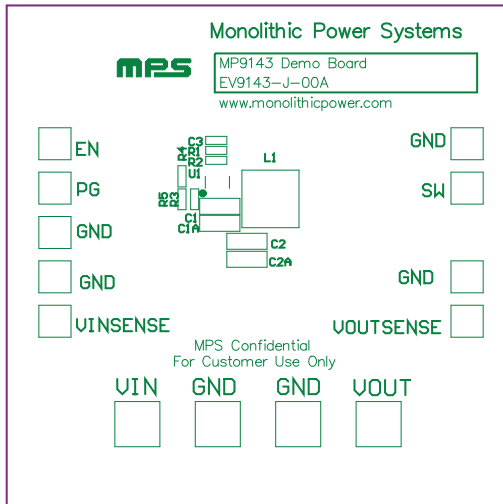 Monolithic Power Systems
mps
MP9143 Demo Board
EV9143-J-00A
www.monolithicpower.com
EN
PG
GND
GND
VINSENSE
R4
C3
R1
R2
U1
L1
R5
R3
C1
C1A
C2
C2A
GND
SW
GND
VOUTSENSE
MPS Confidential
For Customer Use Only
VIN
GND
GND
VOUT